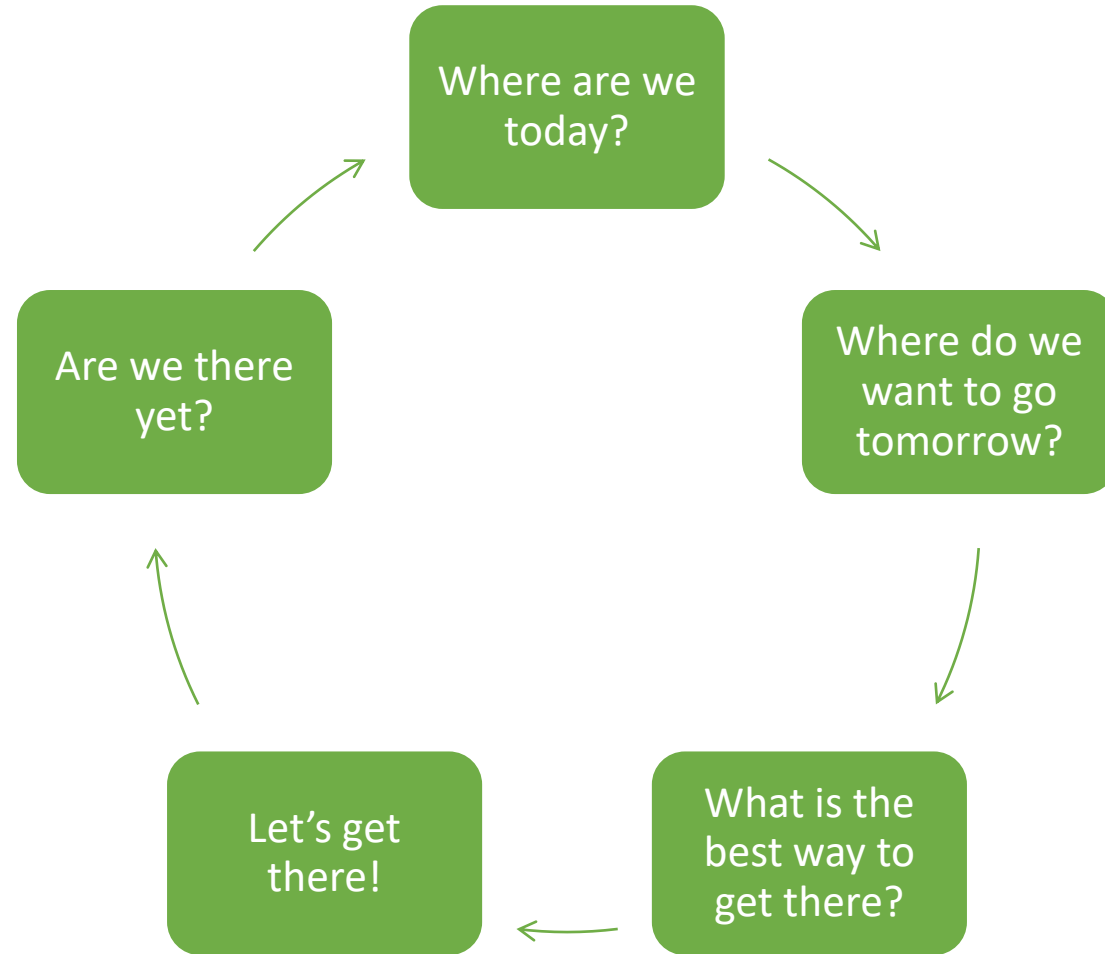 Where are we
today?
Where do we
want to go
tomorrow?
What is the
best way to
get there?
Let’s get
there!
Are we there
yet?